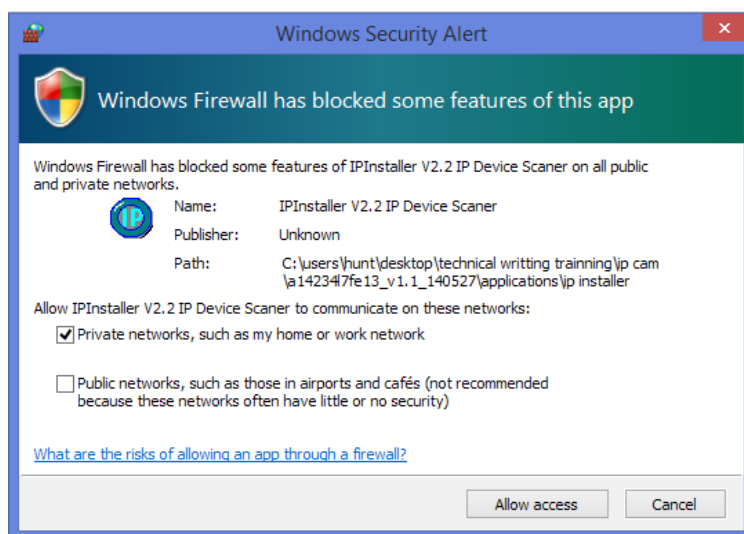 Windows Security Alert
Windows Firewall has blocked some features of this app
Windows Firewall has blocked some features of IPInstaller V2.2 IP Device Scaner on all public
and private networks.
IP
Name: IPInstaller V2.2 IP Device Scaner
Publisher: Unknown
Path: C:\users\hunt\desktop\technical writting trainning\ip cam
\a14234l7fe13_v1.1_140527\applications\ip installer
Allow IPInstaller V2.2 IP Device Scaner to communicate on these networks:
Private networks, such as my home or work network
Public networks, such as those in airports and cafés (not recommended
because these networks often have little or no security)
What are the risks of allowing an app through a firewall?
Allow access Cancel